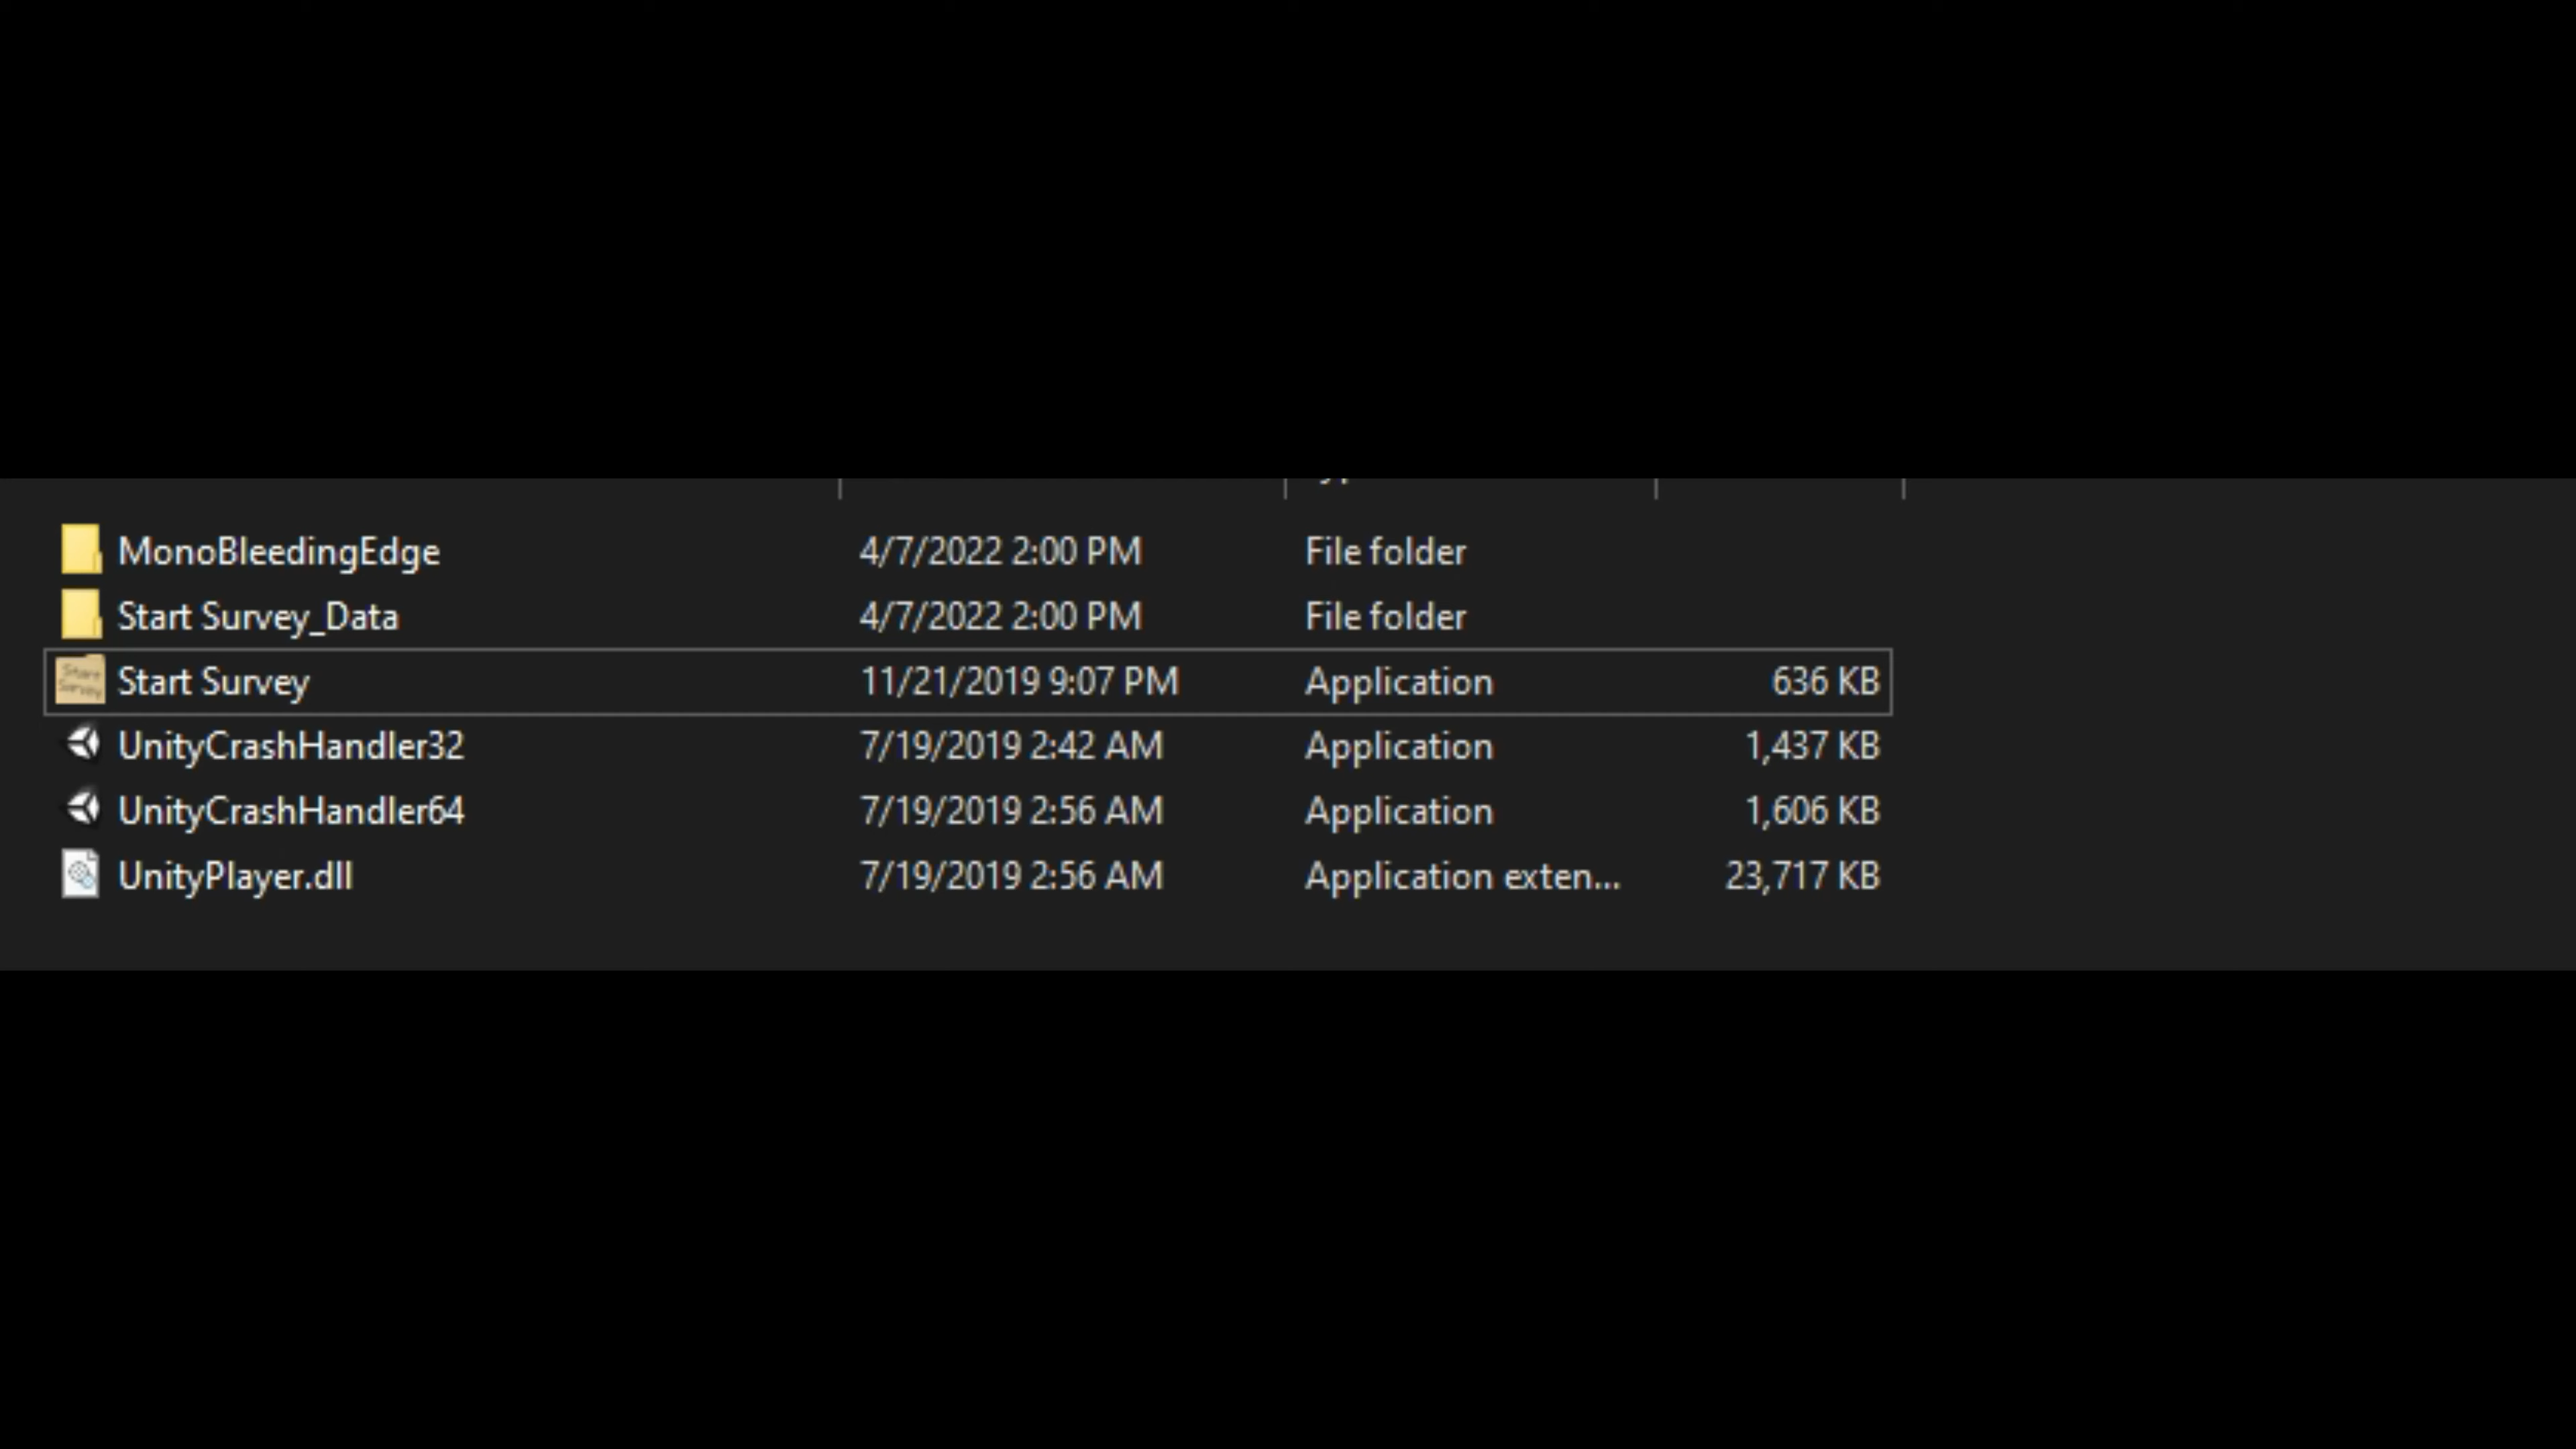 MonoBleedingEdge 4/7/2022 2:00 PM File folder
Start Survey_Data 4/7/2022 2:00 PM File folder
Start Survey Start Survey 11/21/2019 9:07 PM Application 636 KB
UnityCrashHandler32 7/19/2019 2:42 AM Application 1,437 KB
UnityCrashHandler64 7/19/2019 2:56 AM Application 1,606 KB
UnityPlayer.dll 7/19/2019 2:56 AM Application exten... 23,717 KB